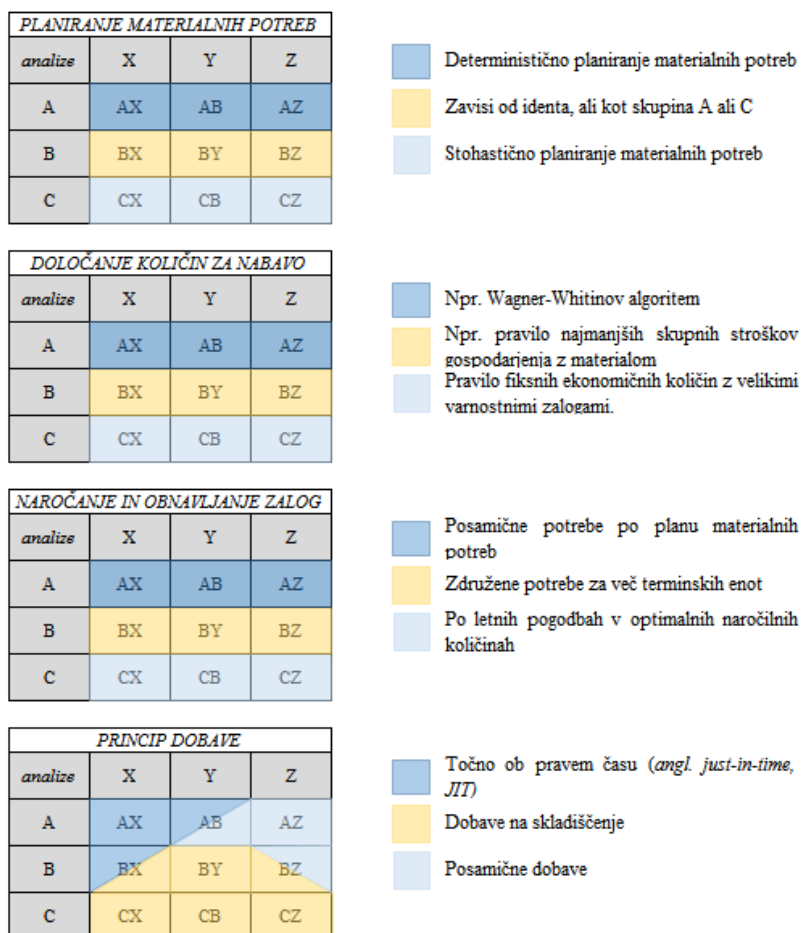 PLANIRANJE MATERIALNIH POTREB
analize X Y Z
A AX AB AZ
B BX BY BZ
C CX CB CZ
Deterministično planiranje materialnih potreb
Zavisi od identa, ali kot skupina A ali C
Stohastično planiranje materialnih potreb
DOLOČANJE KOLIČIN ZA NABAVO
analize X Y Z
A AX AB AZ
B BX BY BZ
C CX CB CZ
Npr. Wagner-Whitinov algoritem
Npr. pravilo najmanjših skupnih stroškov
gospodarjenja z materialom
Pravilo fiksnih ekonomičnih količin z velikimi
varnostnimi zalogami.
NAROČANJE IN OBNAVLJANJE ZALOG
analize X Y Z
A AX AB AZ
B BX BY BZ
C CX CB CZ
Posamične potrebe po planu materialnih
potreb
Združene potrebe za več terminskih enot
Po letnih pogodbah v optimalnih naročilnih
količinah
PRINCIP DOBAVE
analize X Y Z
A AX AB AZ
B BX BY BZ
C CX CB CZ
Točno ob pravem času (angl. just-in-time,
JIT)
Dobave na skladiščenje
Posamične dobave